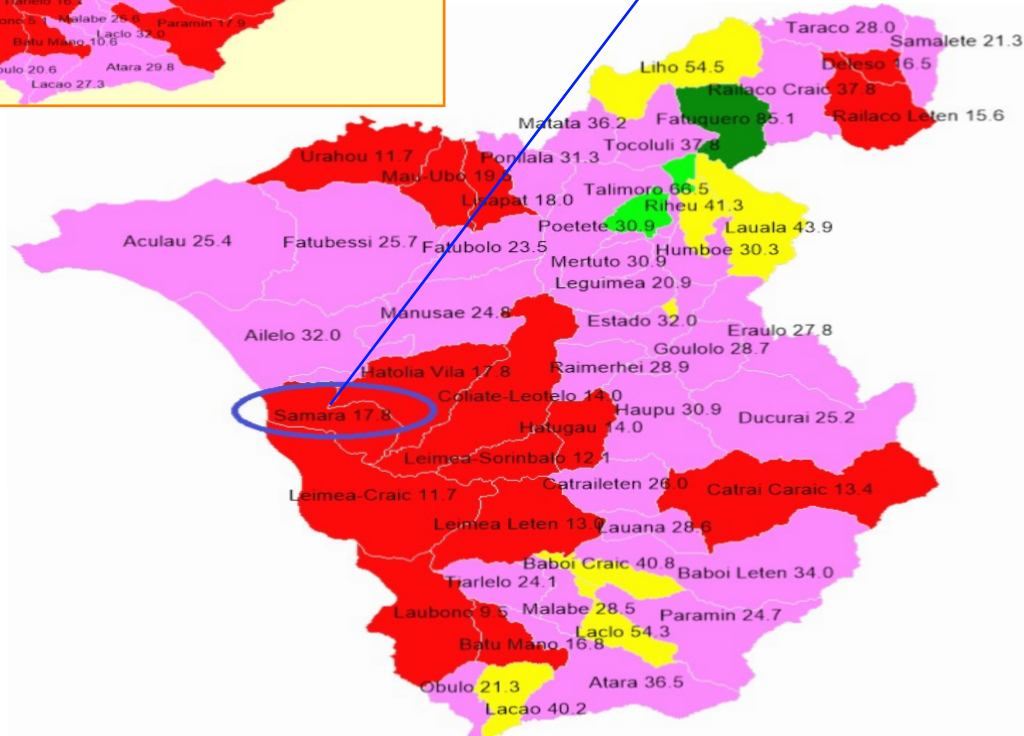 Malabe 25.6
Paramin 17.9
Laclo 32.0
Batu Mano 10.6
Atara 29.8
ulo 20.6
Lacao 27.3
Taraco 28.0
Samalete 21.3
Liho 54.5
Deleso 16.5
Railaco Craic 37.8
Matata 36.2
Fatuquero 85.1
Railaco Leten 15.6
Tocoluli 37.8
Urahou 11.7
Ponilala 31.3
Mau-Ubo 19.5
Talimoro 66.5
Lisapat 18.0
Riheu 41.3
Poetete 30.9
Lauala 43.9
Aculau 25.4
Fatubessi 25.7
Fatubolo 23.5
Humboe 30.3
Mertuto 30.9
Leguimea 20.9
Manusae 24.8
Estado 32.0
Eraulo 27.8
Ailelo 32.0
Goulolo 28.7
Hatolia Vila 17.8
Raimerhei 28.9
Coliate-Leotelo 14.0
Samara 17.8
Haupu 30.9
Ducurai 25.2
Hatugau 14.0
Leimea-Sorinbalo 12.1
Catraileten 26.0
Catrai Caraic 13.4
Leimea-Craic 11.7
Leimea Leten 13.0
Lauana 28.6
Baboi Craic 40.8
Baboi Leten 34.0
Tiarlelo 24.1
Laubono 9.5
Malabe 28.5
Paramin 24.7
Laclo 54.3
Batu Mano 16.8
Obulo 21.3
Atara 36.5
Lacao 40.2